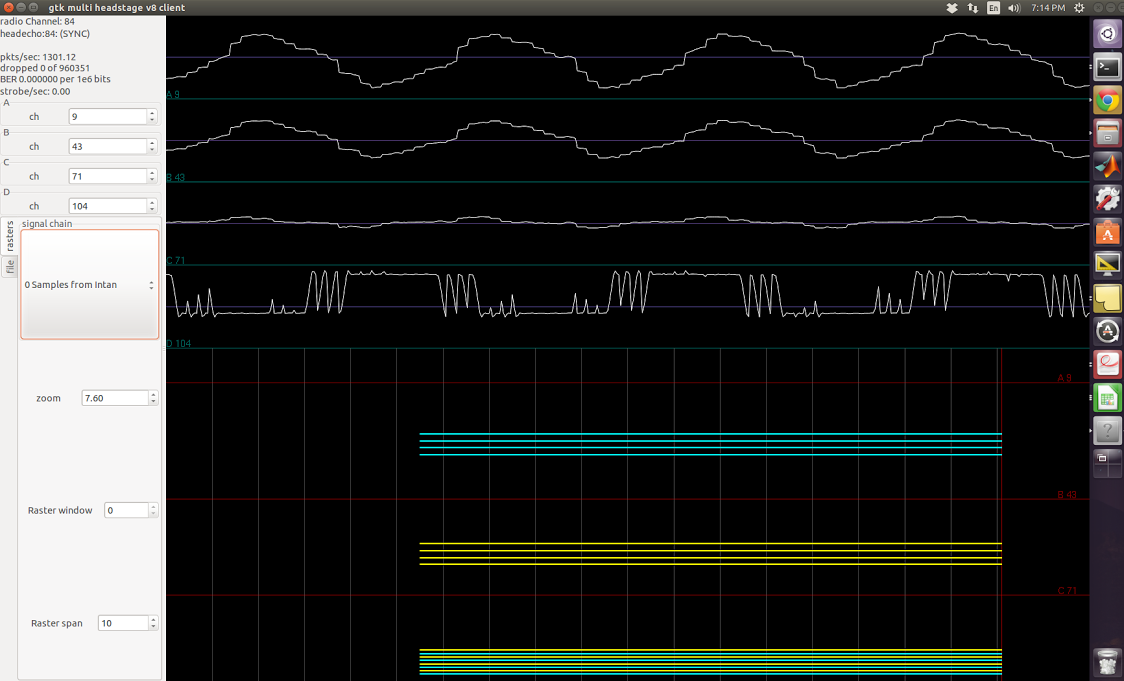 gtk multi headstage v8 client
En
7:14 PM
radio Channel: 84
headecho:84: (SYNC)
pkts/sec: 1301.12
dropped 0 of 960351
BER 0.000000 per 1e6 bits
strobe/sec: 0.00
A
ch 9
B
ch 43
C
ch 71
D
ch 104
rasters
file
signal chain
0 Samples from Intan
zoom 7.60
Raster window 0
Raster span 10
A 9
B 43
C 71
D 104
A 9
B 43
C 71